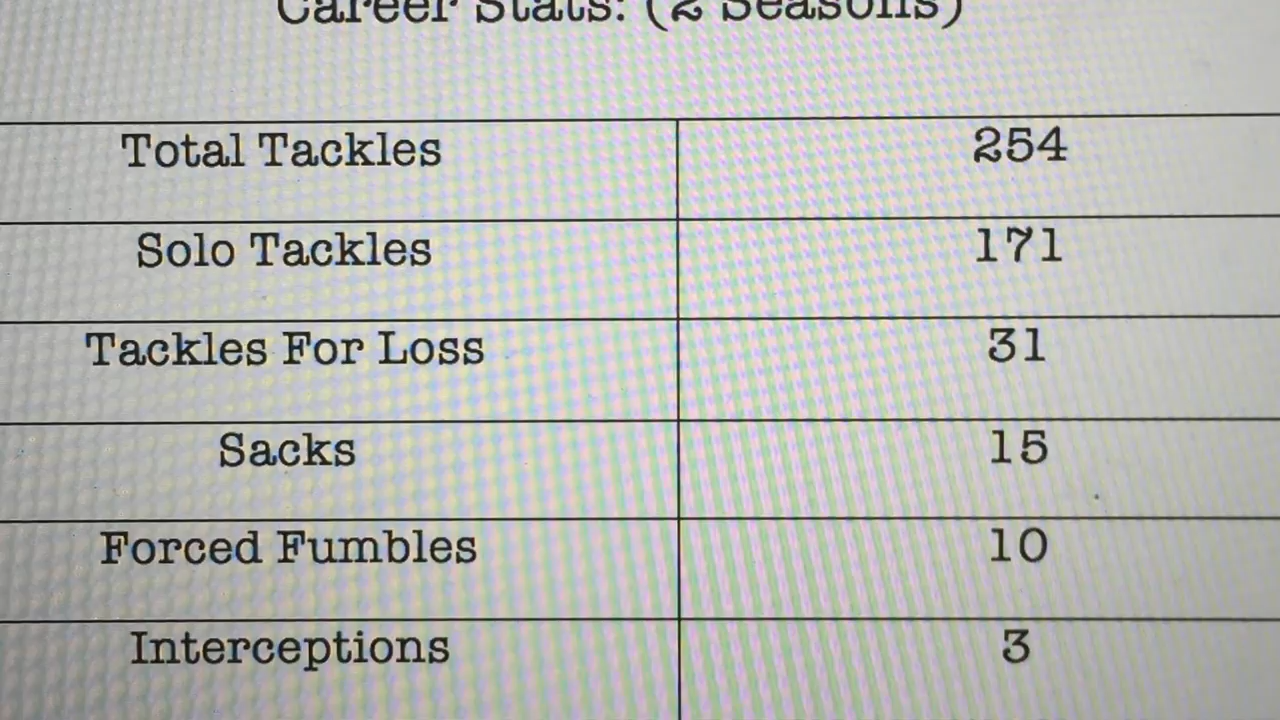 Career Stats: (2 Seasons)
Total Tackles 254
Solo Tackles 171
Tackles For Loss 31
Sacks 15
Forced Fumbles 10
Interceptions 3